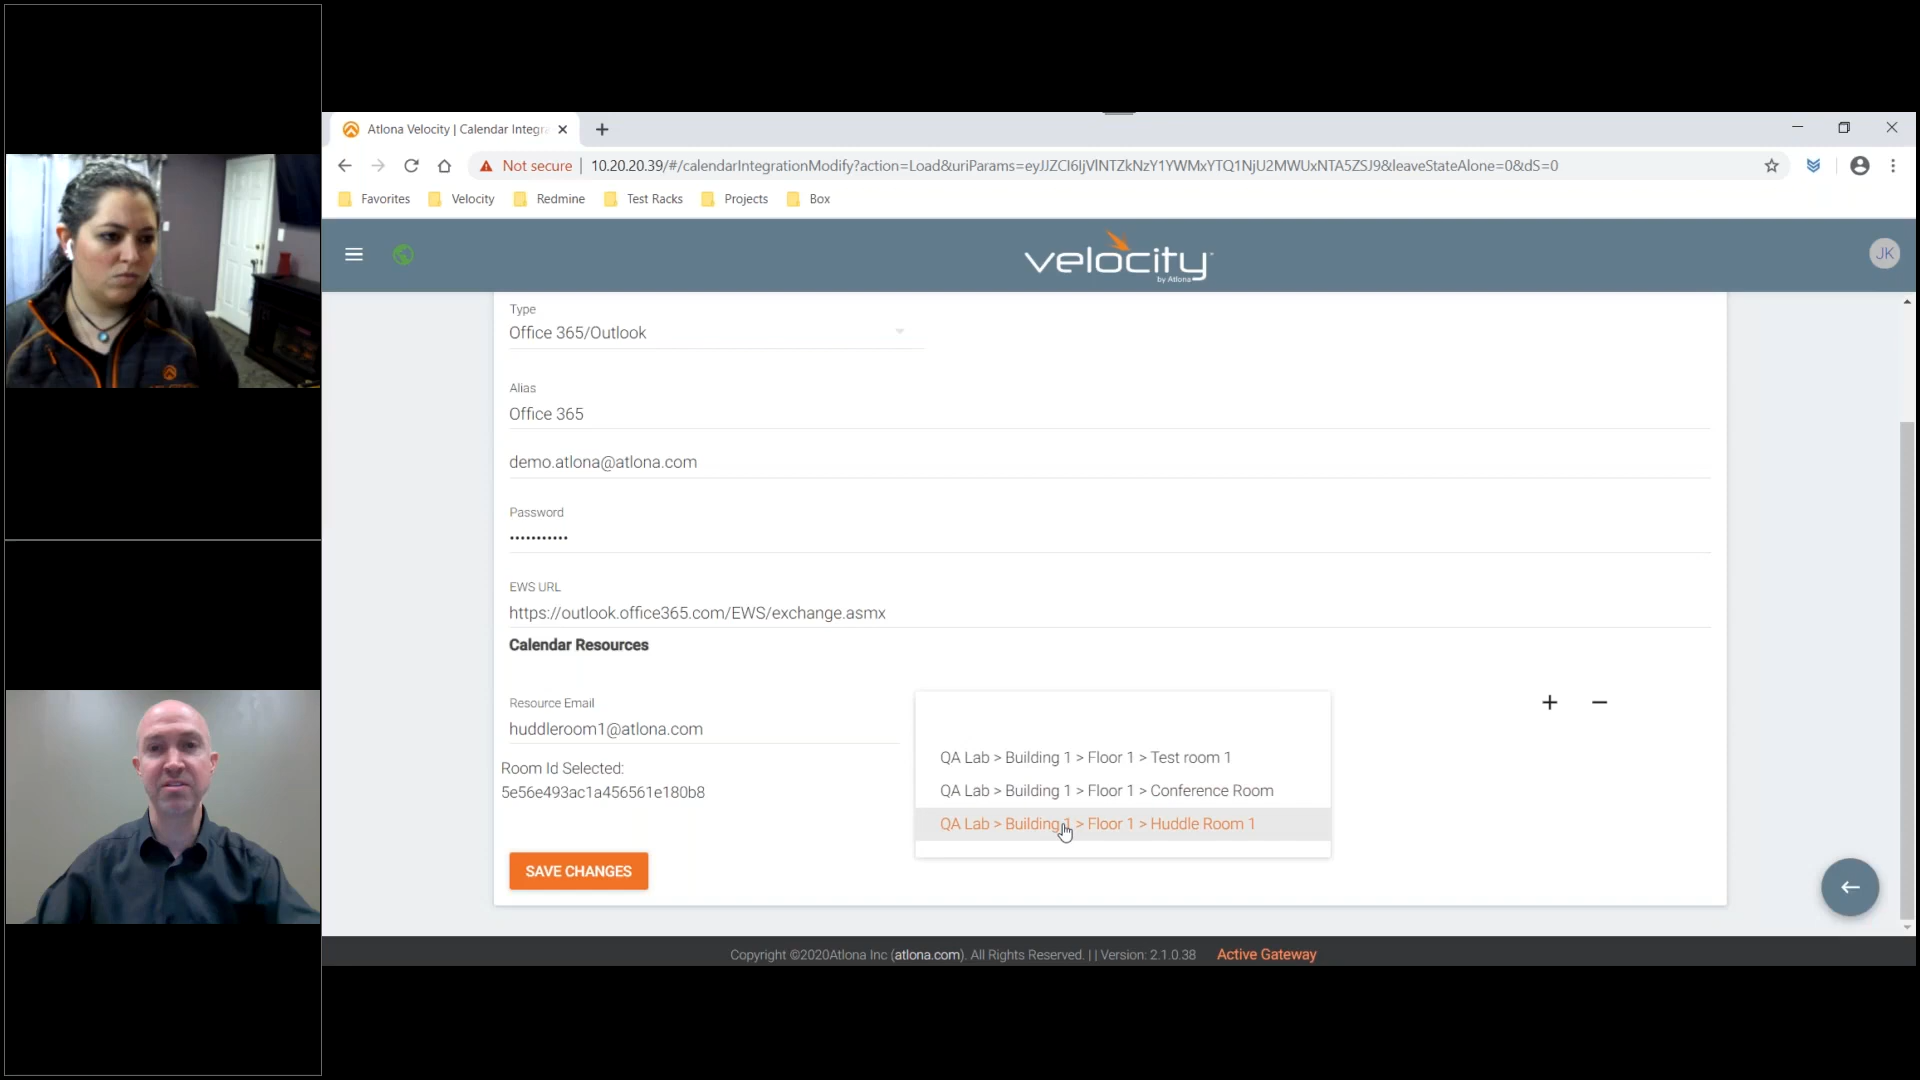 Atlona Velocity | Calendar Integr
Not secure
10.20.20.39/#/calendarIntegrationModify?action=Load&uriParams=eyJJZCI6IjVlNTZkNzY1YWMxYTQ1NjU2MWUxNTA5ZSJ9&leaveStateAlone=0&dS=0
Favorites
Velocity
Redmine
Test Racks
Projects
Box
velocity
by Atlona
JK
Type
Office 365/Outlook
Alias
Office 365
demo.atlona@atlona.com
Password
•••••••••••
EWS URL
https://outlook.office365.com/EWS/exchange.asmx
Calendar Resources
Resource Email
huddleroom1@atlona.com
Room Id Selected:
5e56e493ac1a456561e180b8
QA Lab > Building 1 > Floor 1 > Test room 1
QA Lab > Building 1 > Floor 1 > Conference Room
QA Lab > Building 1 > Floor 1 > Huddle Room 1
SAVE CHANGES
Copyright ©2020Atlona Inc (atlona.com). All Rights Reserved. | | Version: 2.1.0.38 Active Gateway